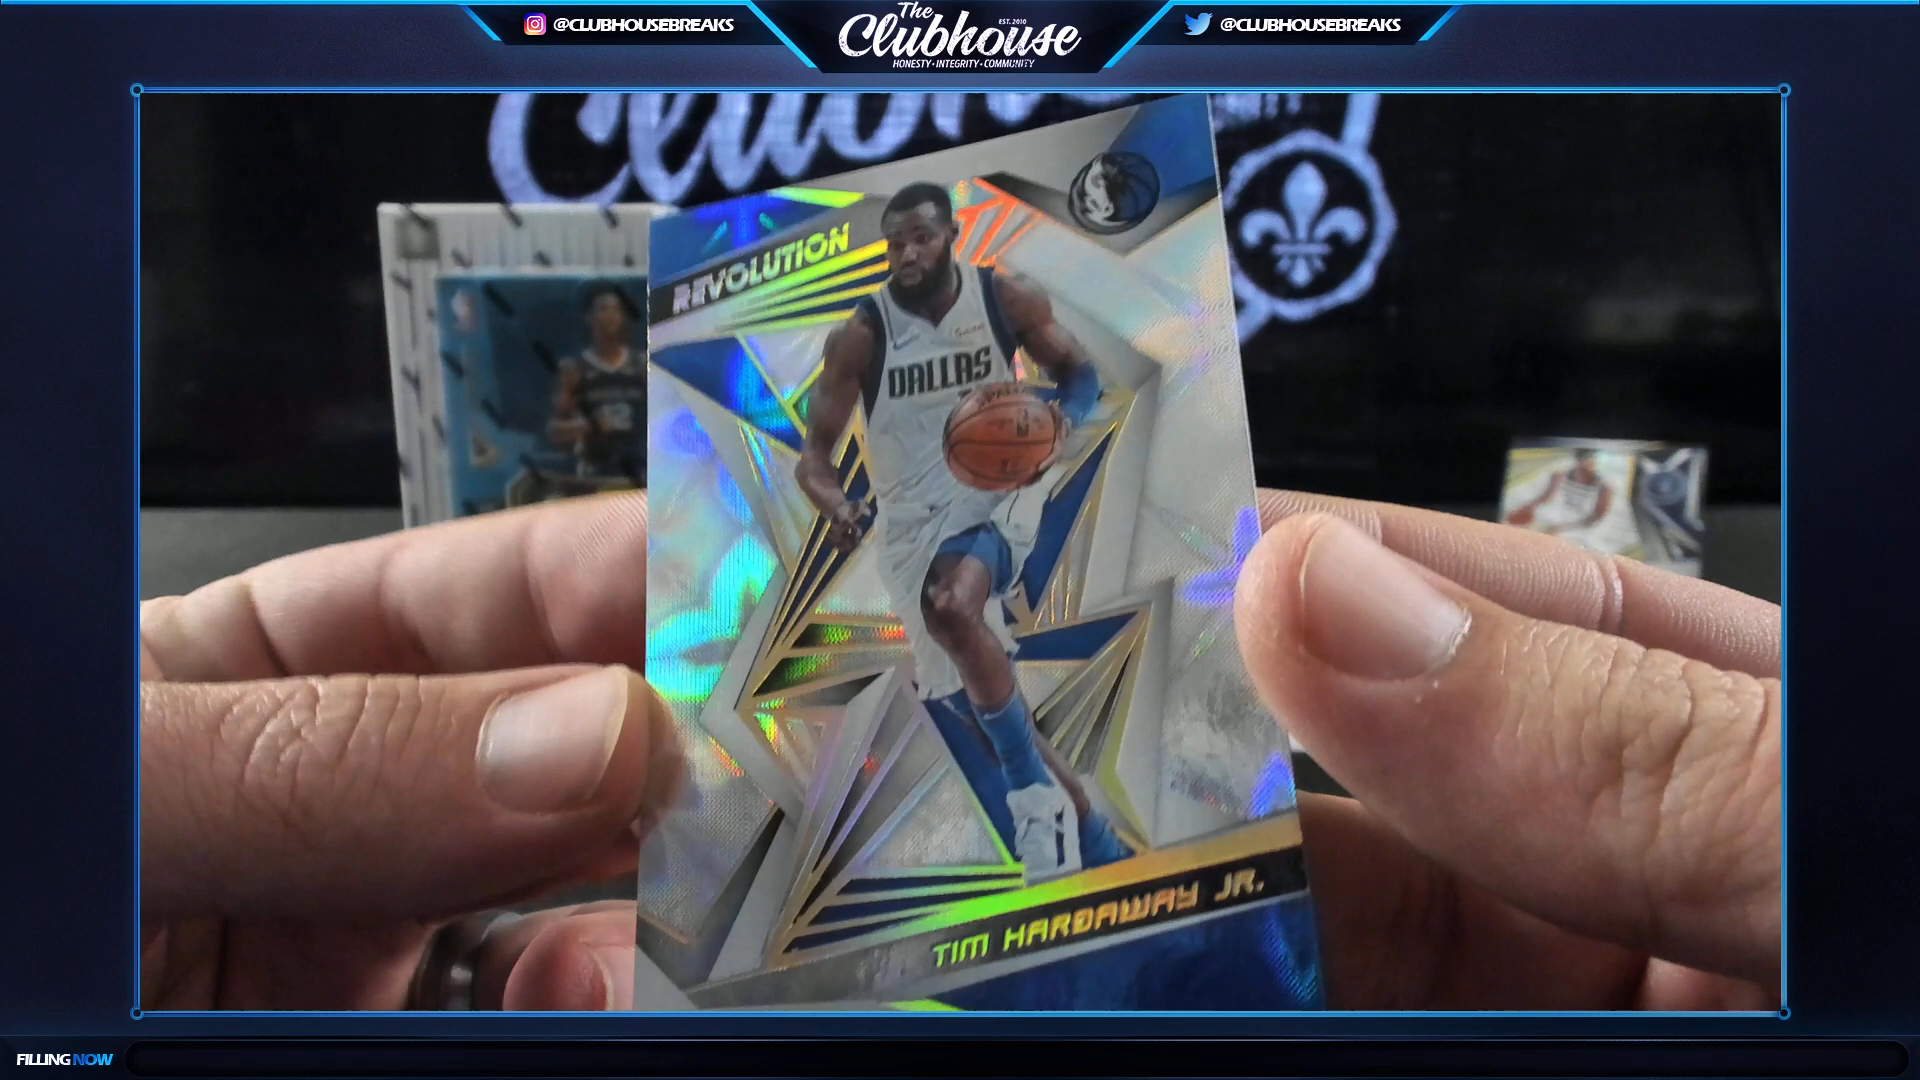 @CLUBHOUSEBREAKS
The
EST. 2010
Clubhouse
HONESTY • INTEGRITY • COMMUNITY
@CLUBHOUSEBREAKS
REVOLUTION
DALLAS
TIM HARDAWAY JR.
FILLING NOW